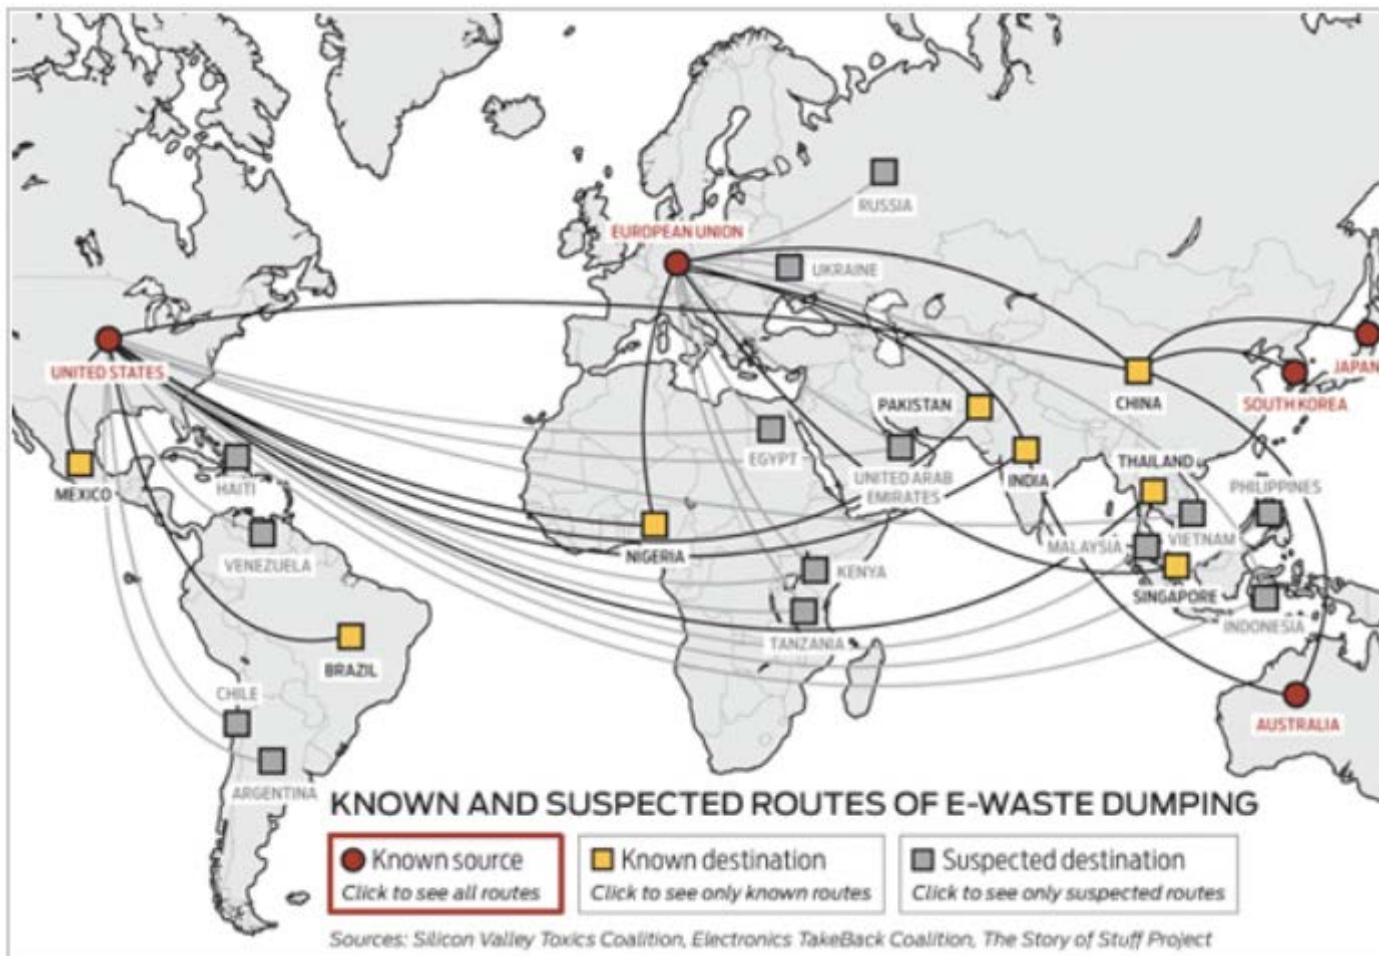 RUSSIA
EUROPEAN UNION
UKRAINE
UNITED STATES
JAPAN
PAKISTAN
CHINA
SOUTH KOREA
EGYPT
UNITED ARAB
EMIRATES
INDIA
THAILAND
PHILIPPINES
MEXICO
HAITI
VENEZUELA
NIGERIA
MALAYSIA
VIETNAM
KENYA
SINGAPORE
INDONESIA
TANZANIA
BRAZIL
CHILE
AUSTRALIA
ARGENTINA
KNOWN AND SUSPECTED ROUTES OF E-WASTE DUMPING
Known source
Click to see all routes
Known destination
Click to see only known routes
Suspected destination
Click to see only suspected routes
Sources: Silicon Valley Toxics Coalition, Electronics TakeBack Coalition, The Story of Stuff Project